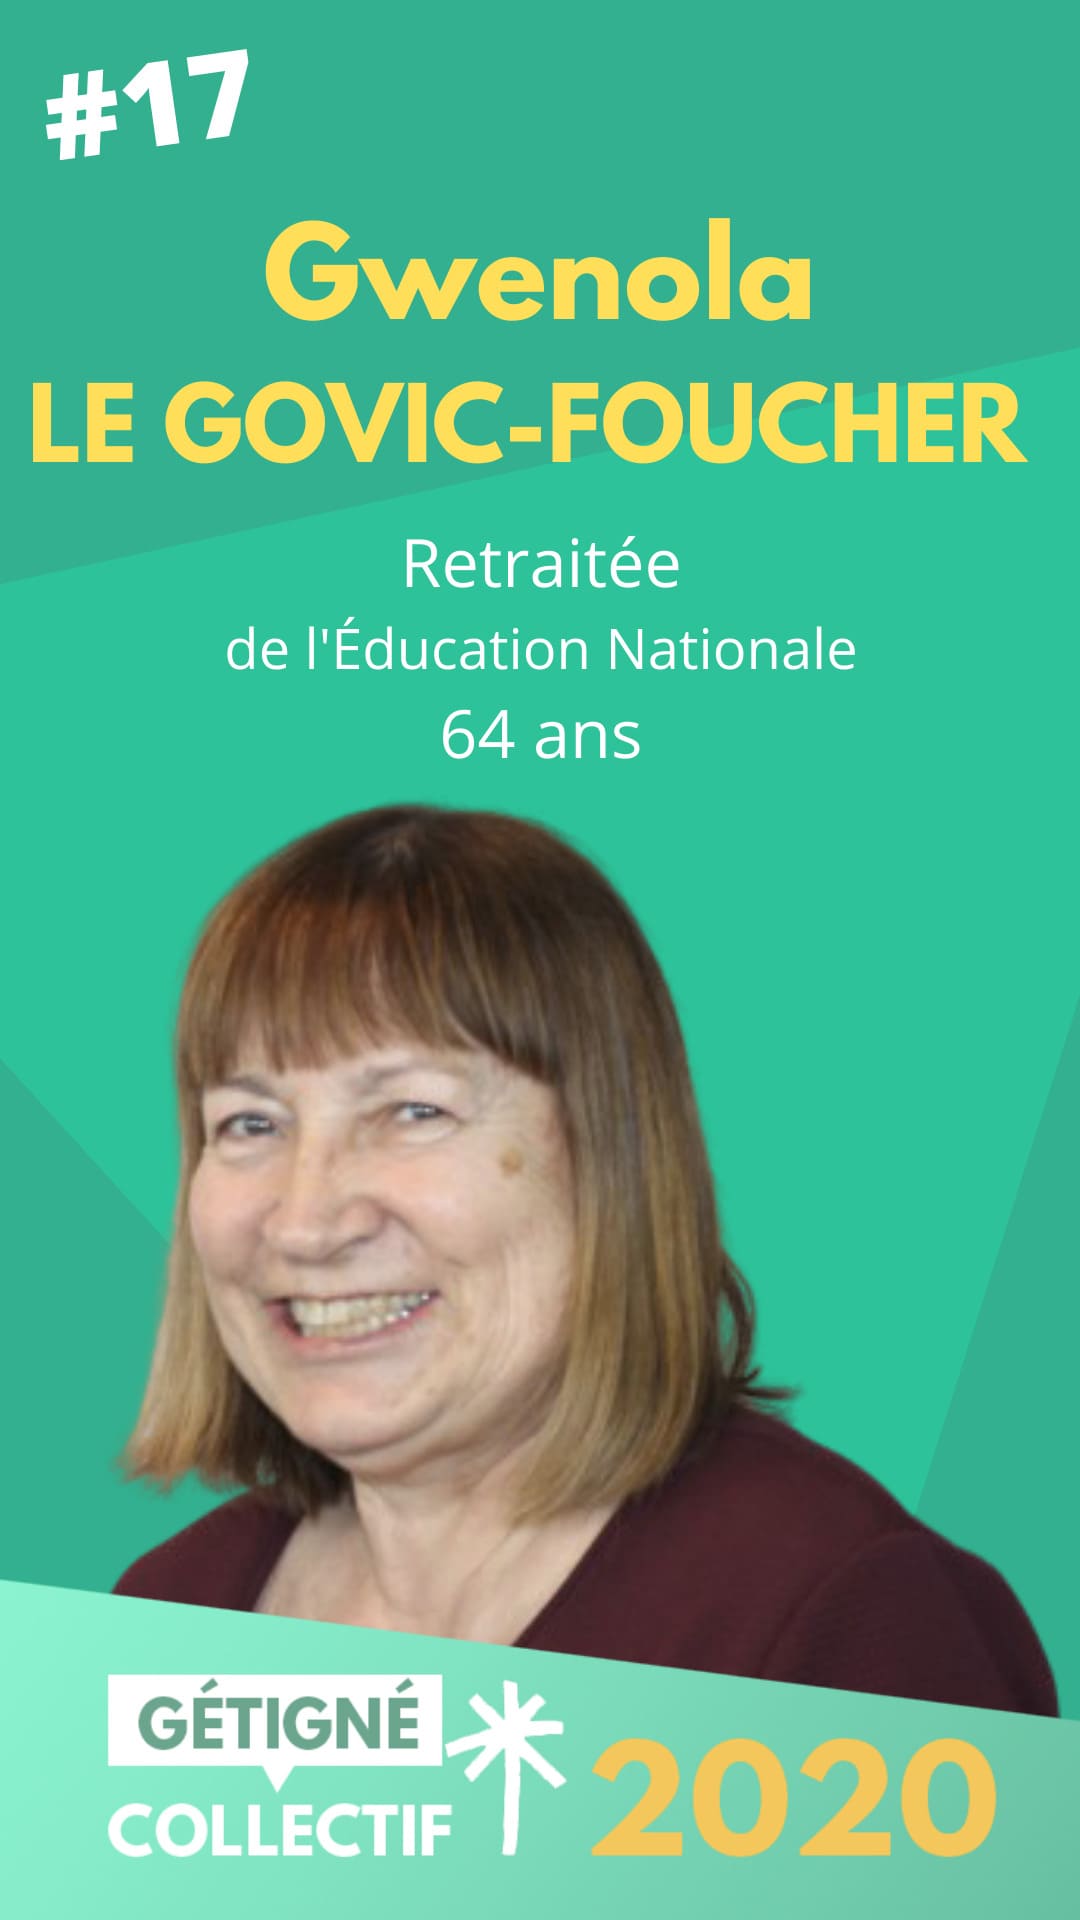 #17
Gwenola
LE GOVIC-FOUCHER
Retraitée
de l'Éducation Nationale
64 ans
GÉTIGNÉ
COLLECTIF
2020